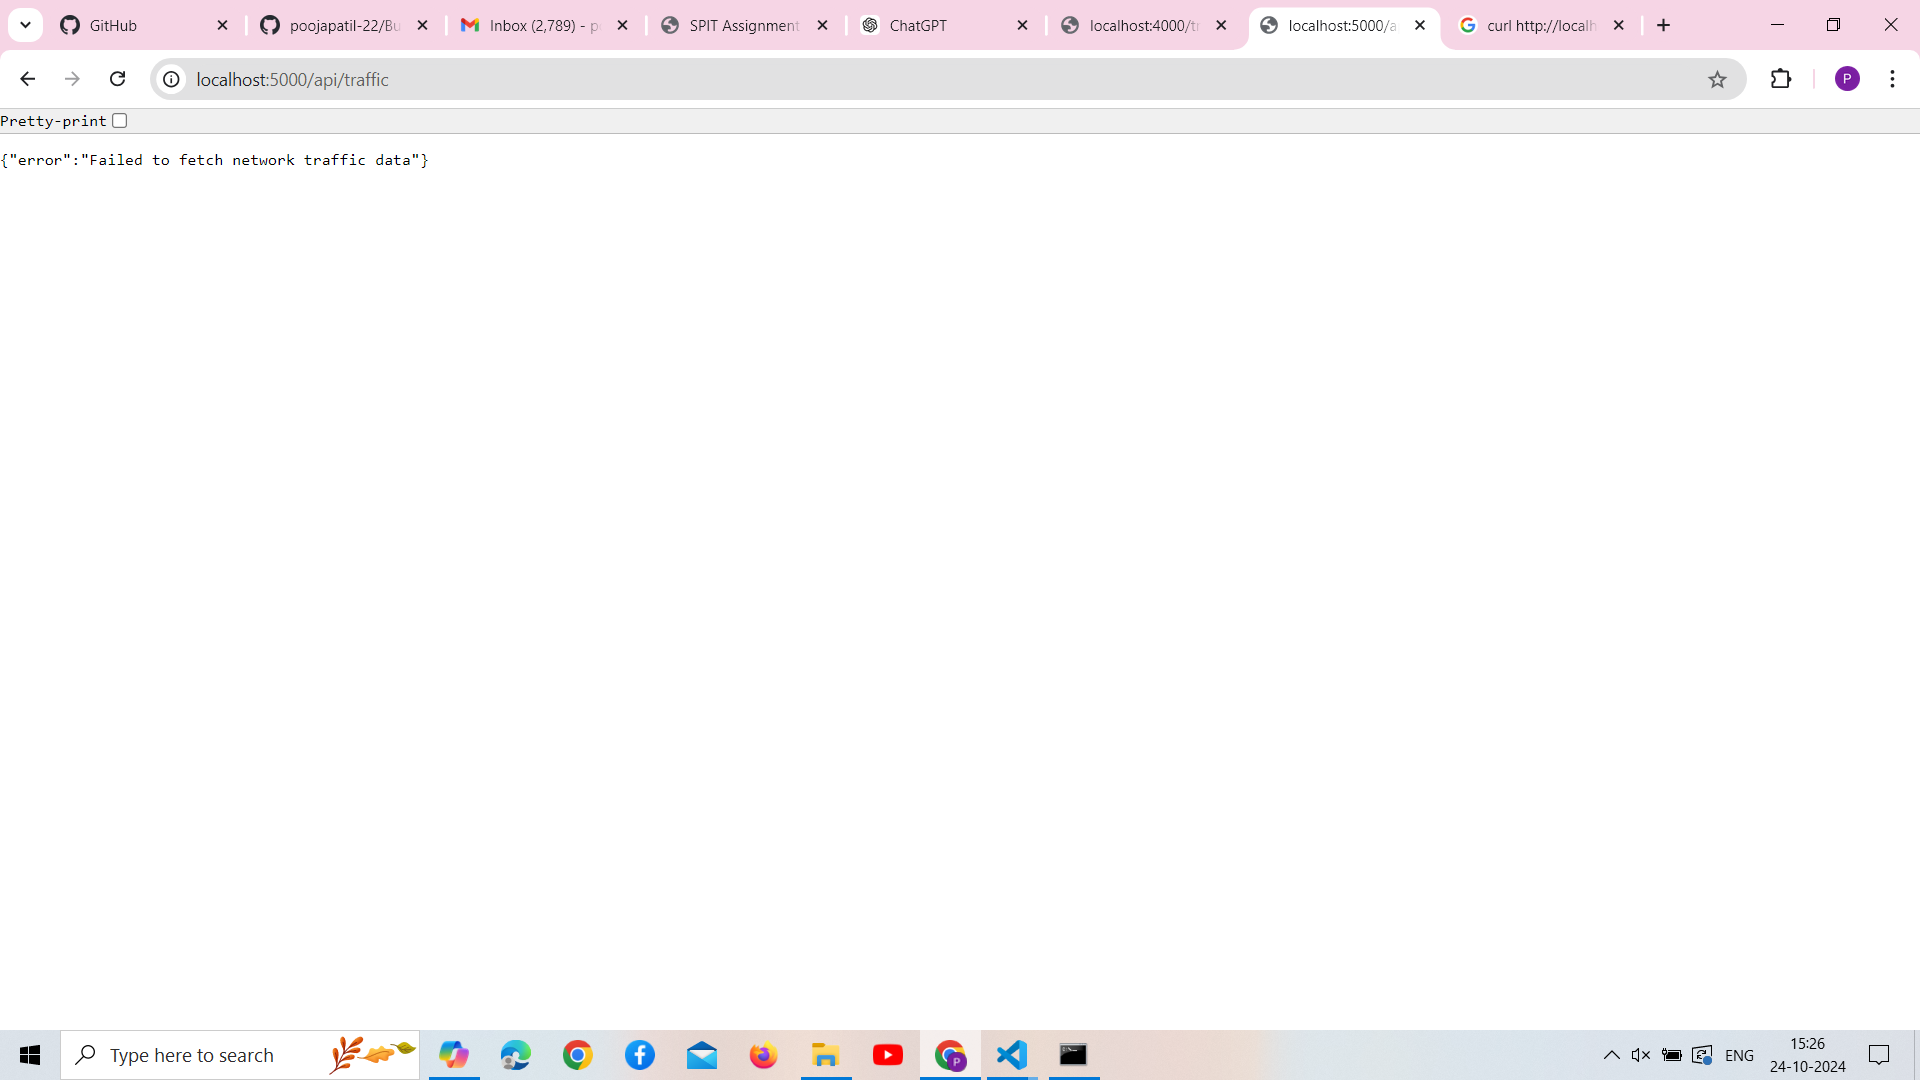 GitHub
poojapatil-22/Bu
Inbox (2,789) - p
SPIT Assignment
ChatGPT
localhost:4000/tr
localhost:5000/a
curl http://localh
localhost:5000/api/traffic
P
Pretty-print
{"error":"Failed to fetch network traffic data"}
Type here to search
P
ENG
15:26
24-10-2024